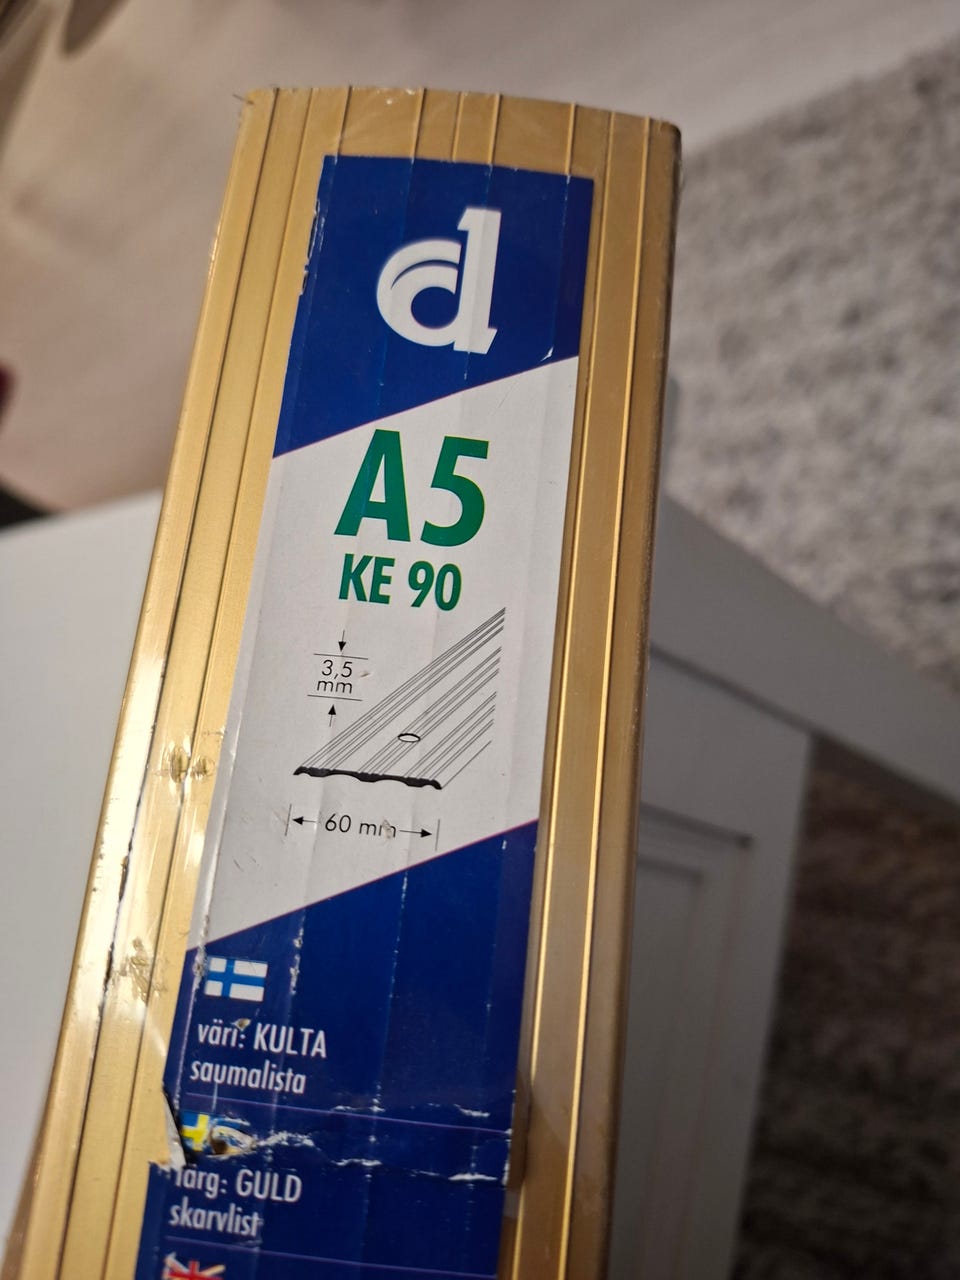 d
A5
KE 90
3,5
mm
60 mm
väri: KULTA
saumalista
färg: GULD
skarvlist